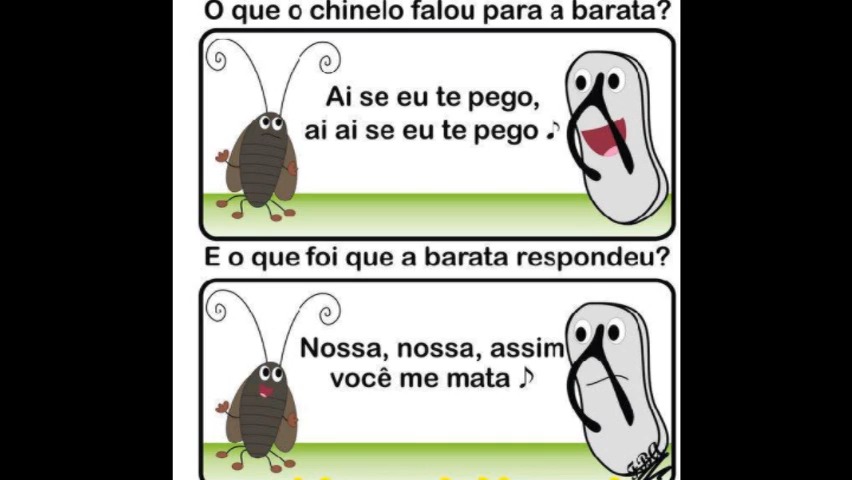 O que o chinelo falou para a barata?
Ai se eu te pego,
ai ai se eu te pego ♪
E o que foi que a barata respondeu?
Nossa, nossa, assim
você me mata ♪